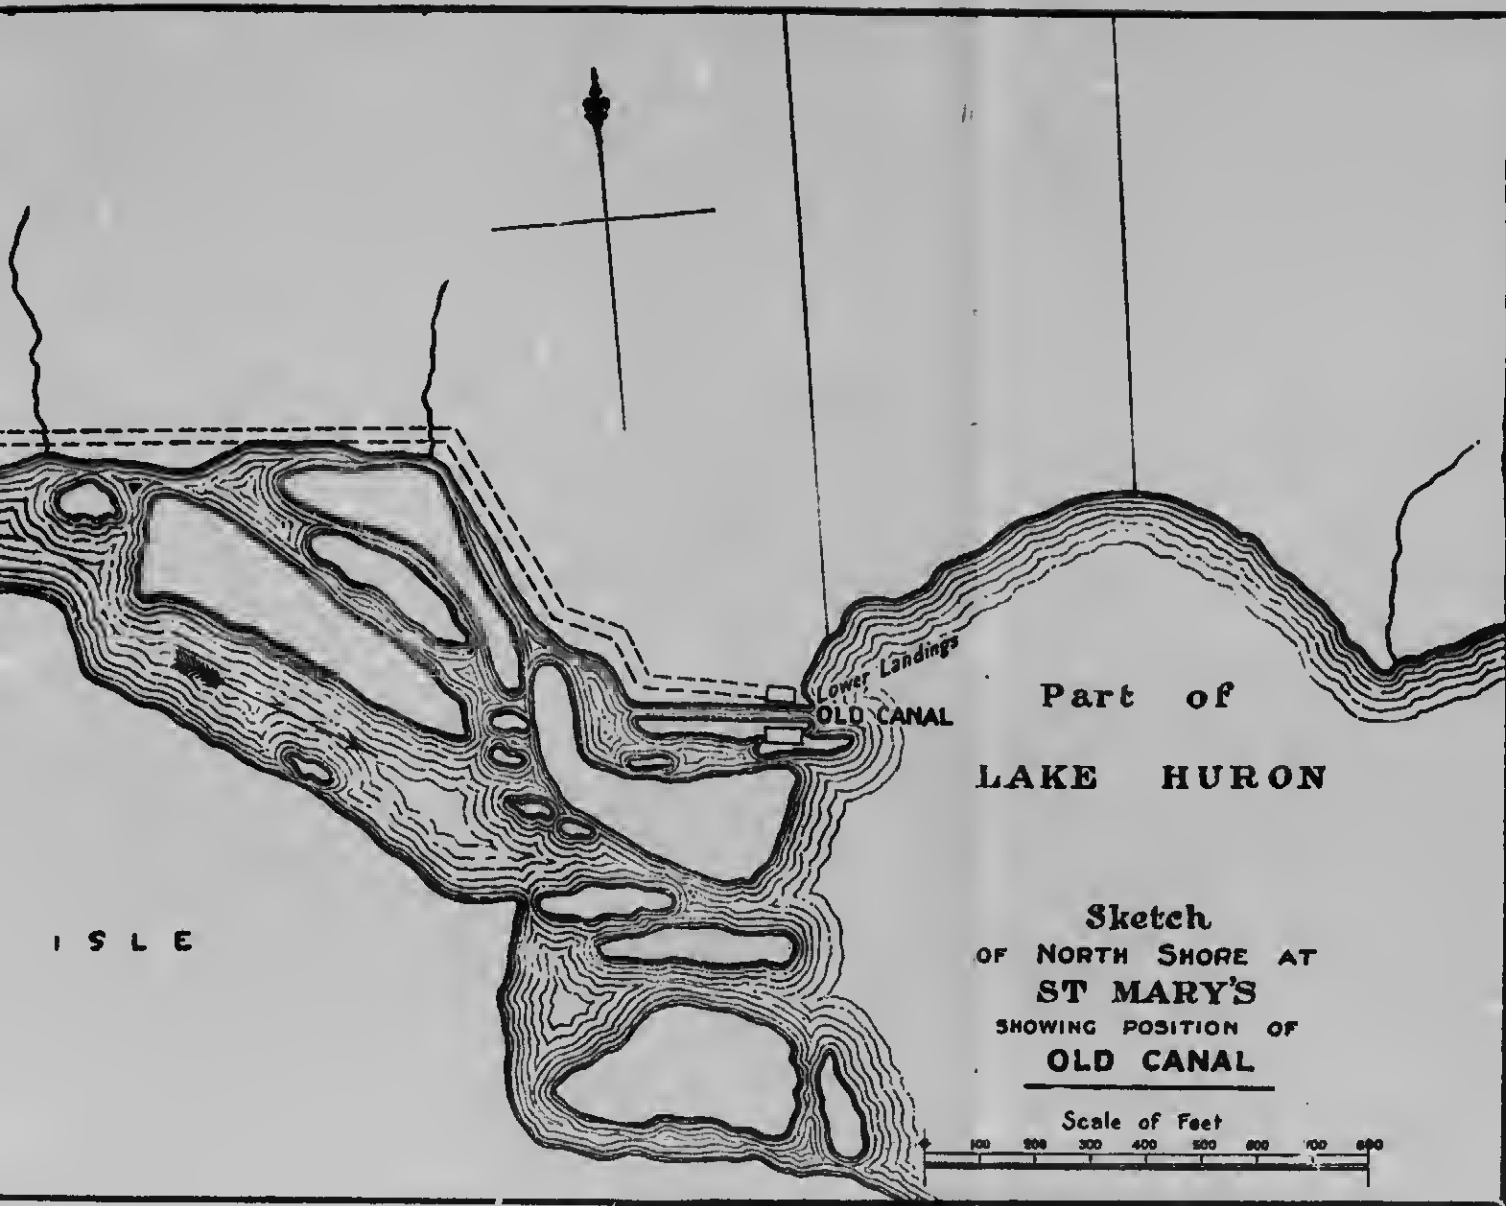 Lower Landings
OLD CANAL
Part of
LAKE HURON
ISLE
Sketch
OF NORTH SHORE AT
ST MARY'S
SHOWING POSITION OF
OLD CANAL
Scale of Feet
100 200 300 400 500 600 700 800